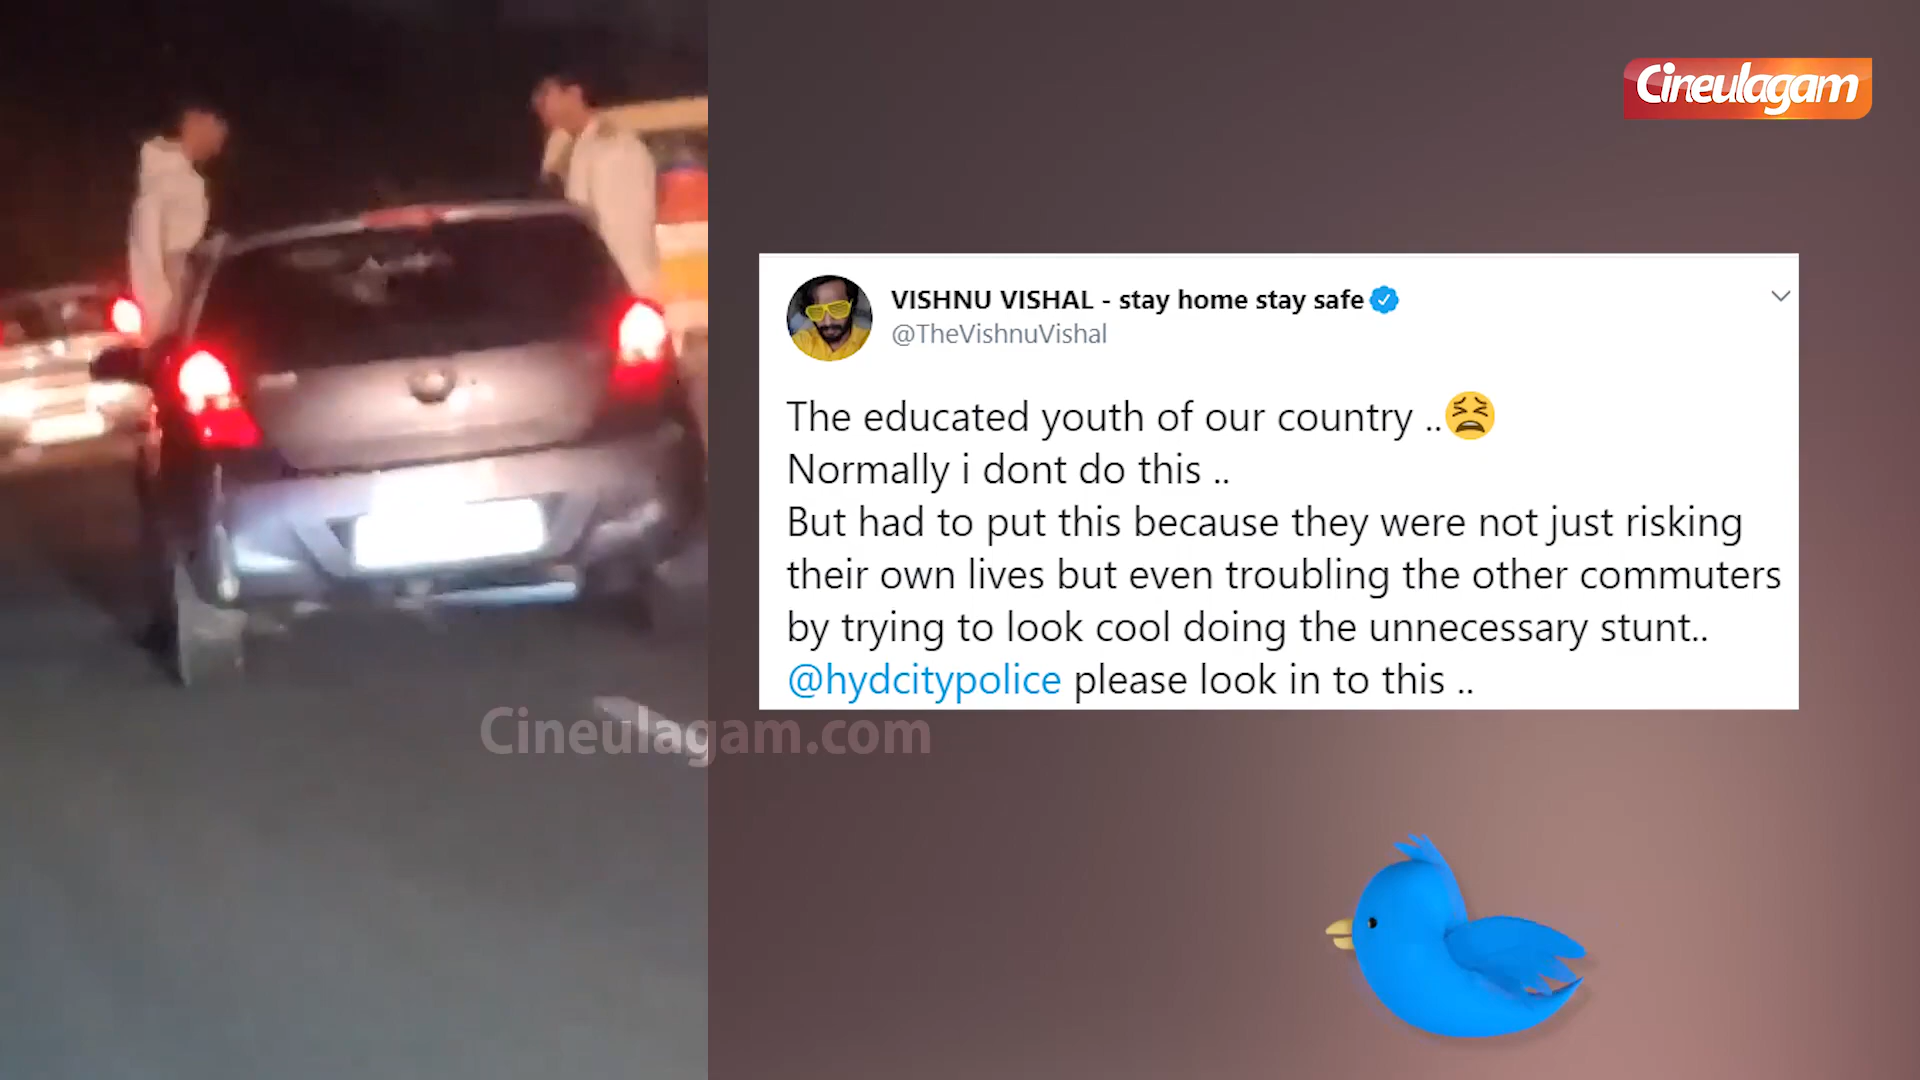 Cineulagam
VISHNU VISHAL - stay home stay safe
@TheVishnuVishal
The educated youth of our country ..😫
Normally i dont do this ..
But had to put this because they were not just risking
their own lives but even troubling the other commuters
by trying to look cool doing the unnecessary stunt..
@hydcitypolice please look in to this ..
Cineulagam.com